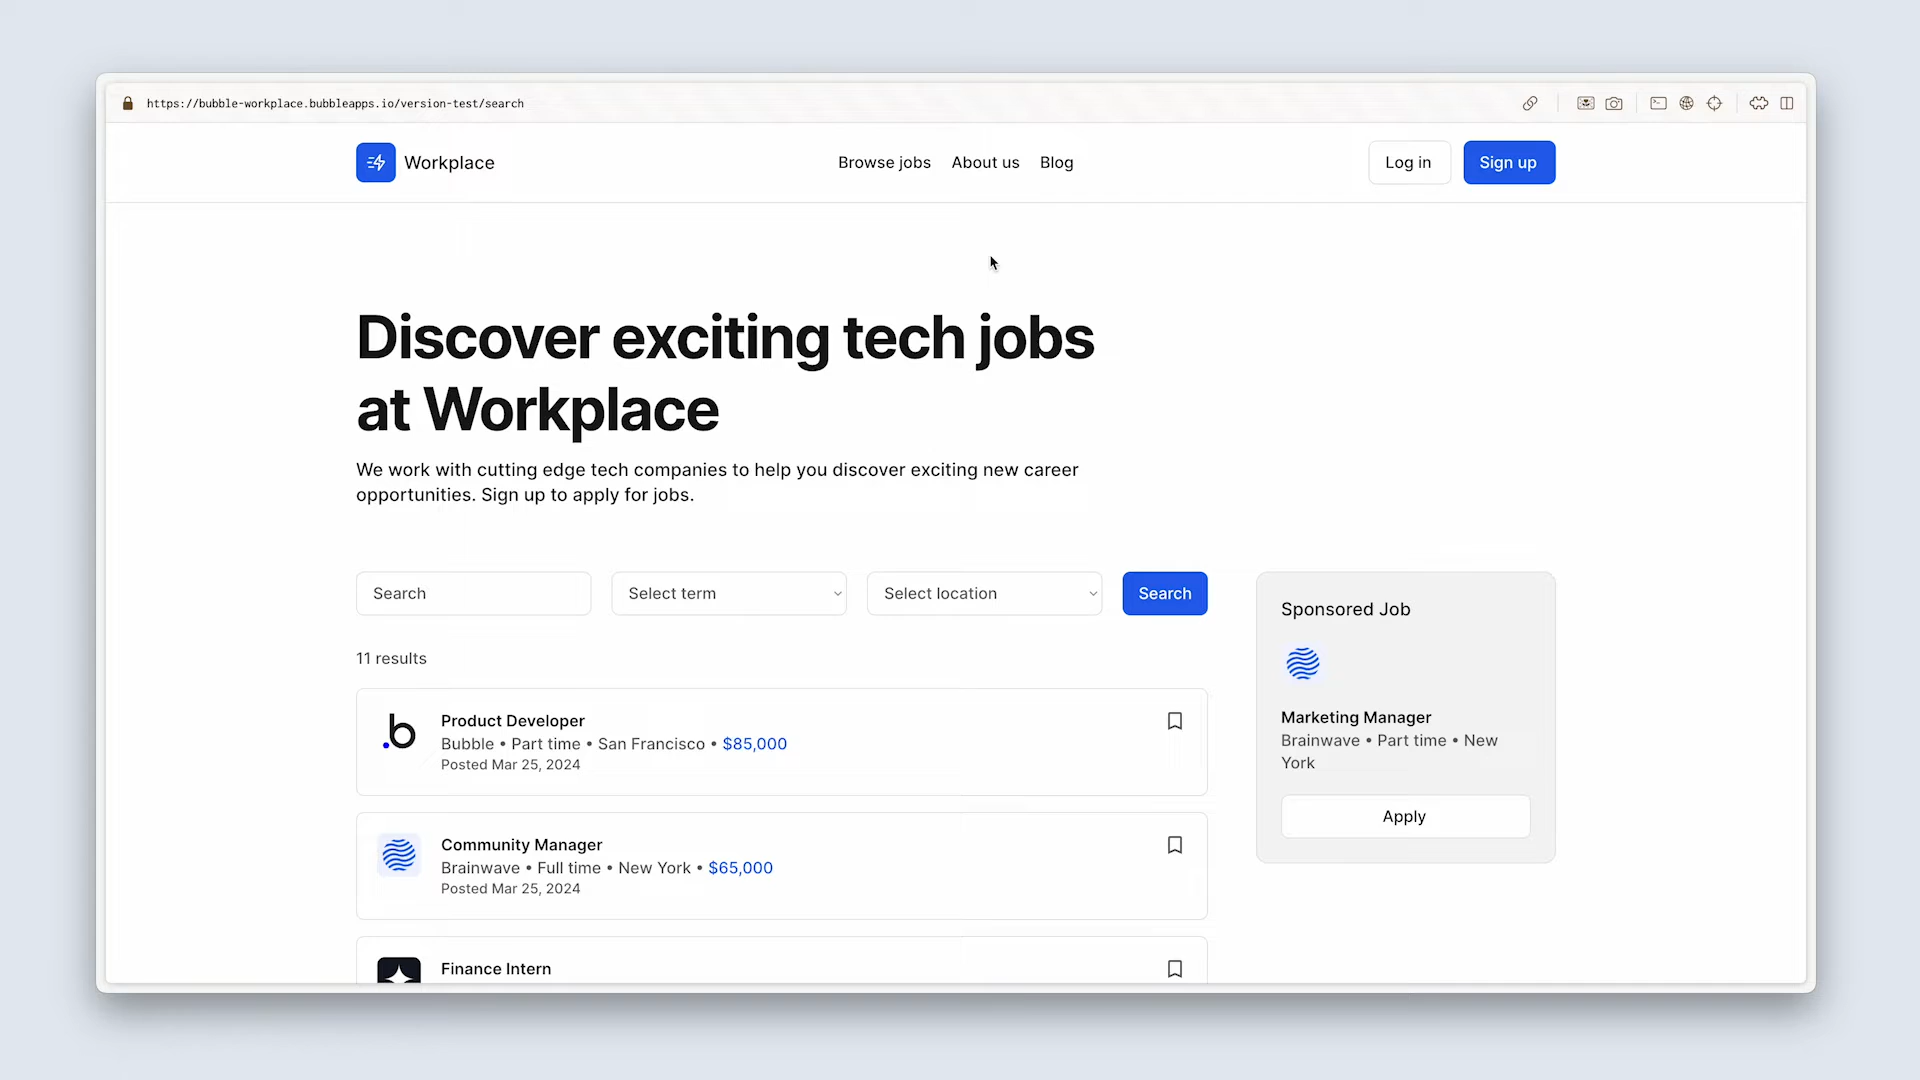 https://bubble-workplace.bubbleapps.io/version-test/search
Workplace
Browse jobs
About us
Blog
Log in
Sign up
Discover exciting tech jobs
at Workplace
We work with cutting edge tech companies to help you discover exciting new career
opportunities. Sign up to apply for jobs.
Search
Select term
Select location
Search
11 results
.b
Product Developer
Bubble • Part time • San Francisco • $85,000
Posted Mar 25, 2024
Community Manager
Brainwave • Full time • New York • $65,000
Posted Mar 25, 2024
Finance Intern
Sponsored Job
Marketing Manager
Brainwave • Part time • New
York
Apply